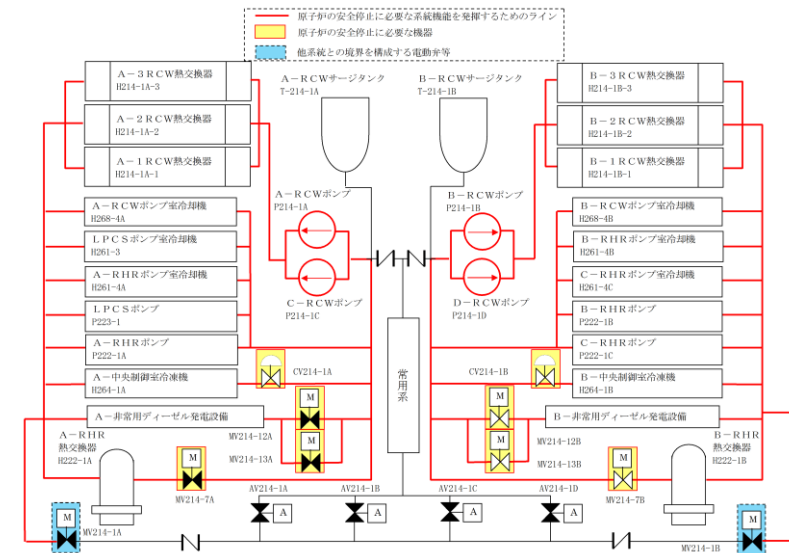 原子炉の安全停止に必要な系統機能を発揮するためのライン
原子炉の安全停止に必要な機器
他系統との境界を構成する電動弁等
A－3RCW熱交換器
H214-1A-3
A－2RCW熱交換器
H214-1A-2
A－1RCW熱交換器
H214-1A-1
A－RCWサージタンク
T-214-1A
B－RCWサージタンク
T-214-1B
B－3RCW熱交換器
H214-1B-3
B－2RCW熱交換器
H214-1B-2
B－1RCW熱交換器
H214-1B-1
A－RCWポンプ
P214-1A
B－RCWポンプ
P214-1B
C－RCWポンプ
P214-1C
D－RCWポンプ
P214-1D
A－RCWポンプ室冷却機
H268-4A
LPCSポンプ室冷却機
H261-3
A－RHRポンプ室冷却機
H261-4A
LPCSポンプ
P223-1
A－RHRポンプ
P222-1A
A－中央制御室冷凍機
H264-1A
A－非常用ディーゼル発電設備
B－RCWポンプ室冷却機
H268-4B
B－RHRポンプ室冷却機
H261-4B
C－RHRポンプ室冷却機
H261-4C
B－RHRポンプ
P222-1B
C－RHRポンプ
P222-1C
B－中央制御室冷凍機
H264-1B
B－非常用ディーゼル発電設備
常用系
CV214-1A
CV214-1B
M
M
MV214-12A
MV214-13A
M
M
MV214-12B
MV214-13B
A－RHR
熱交換器
H222-1A
M
MV214-7A
M
MV214-7B
B－RHR
熱交換器
H222-1B
AV214-1A
AV214-1B
AV214-1C
AV214-1D
A
A
A
A
M
MV214-1A
M
MV214-1B